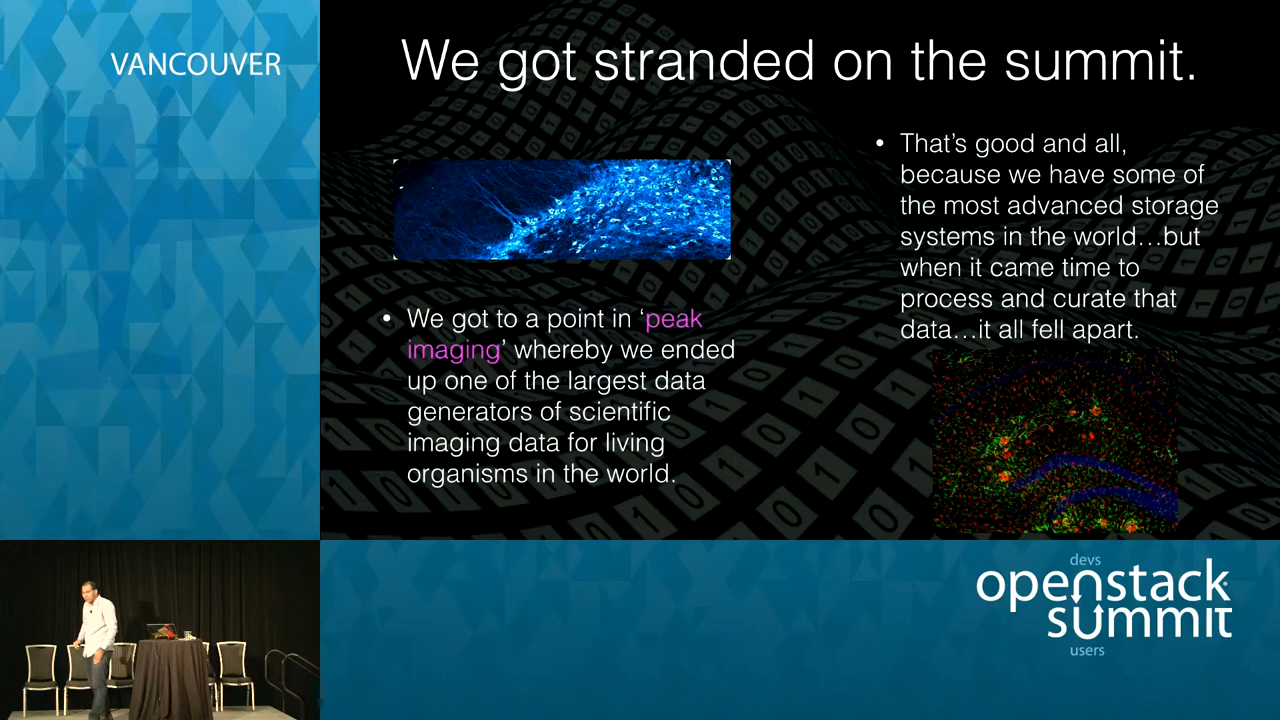 VANCOUVER
We got stranded on the summit.
• We got to a point in ‘peak
imaging’ whereby we ended
up one of the largest data
generators of scientific
imaging data for living
organisms in the world.
• That’s good and all,
because we have some of
the most advanced storage
systems in the world…but
when it came time to
process and curate that
data…it all fell apart.
devs
openstack
summit
users